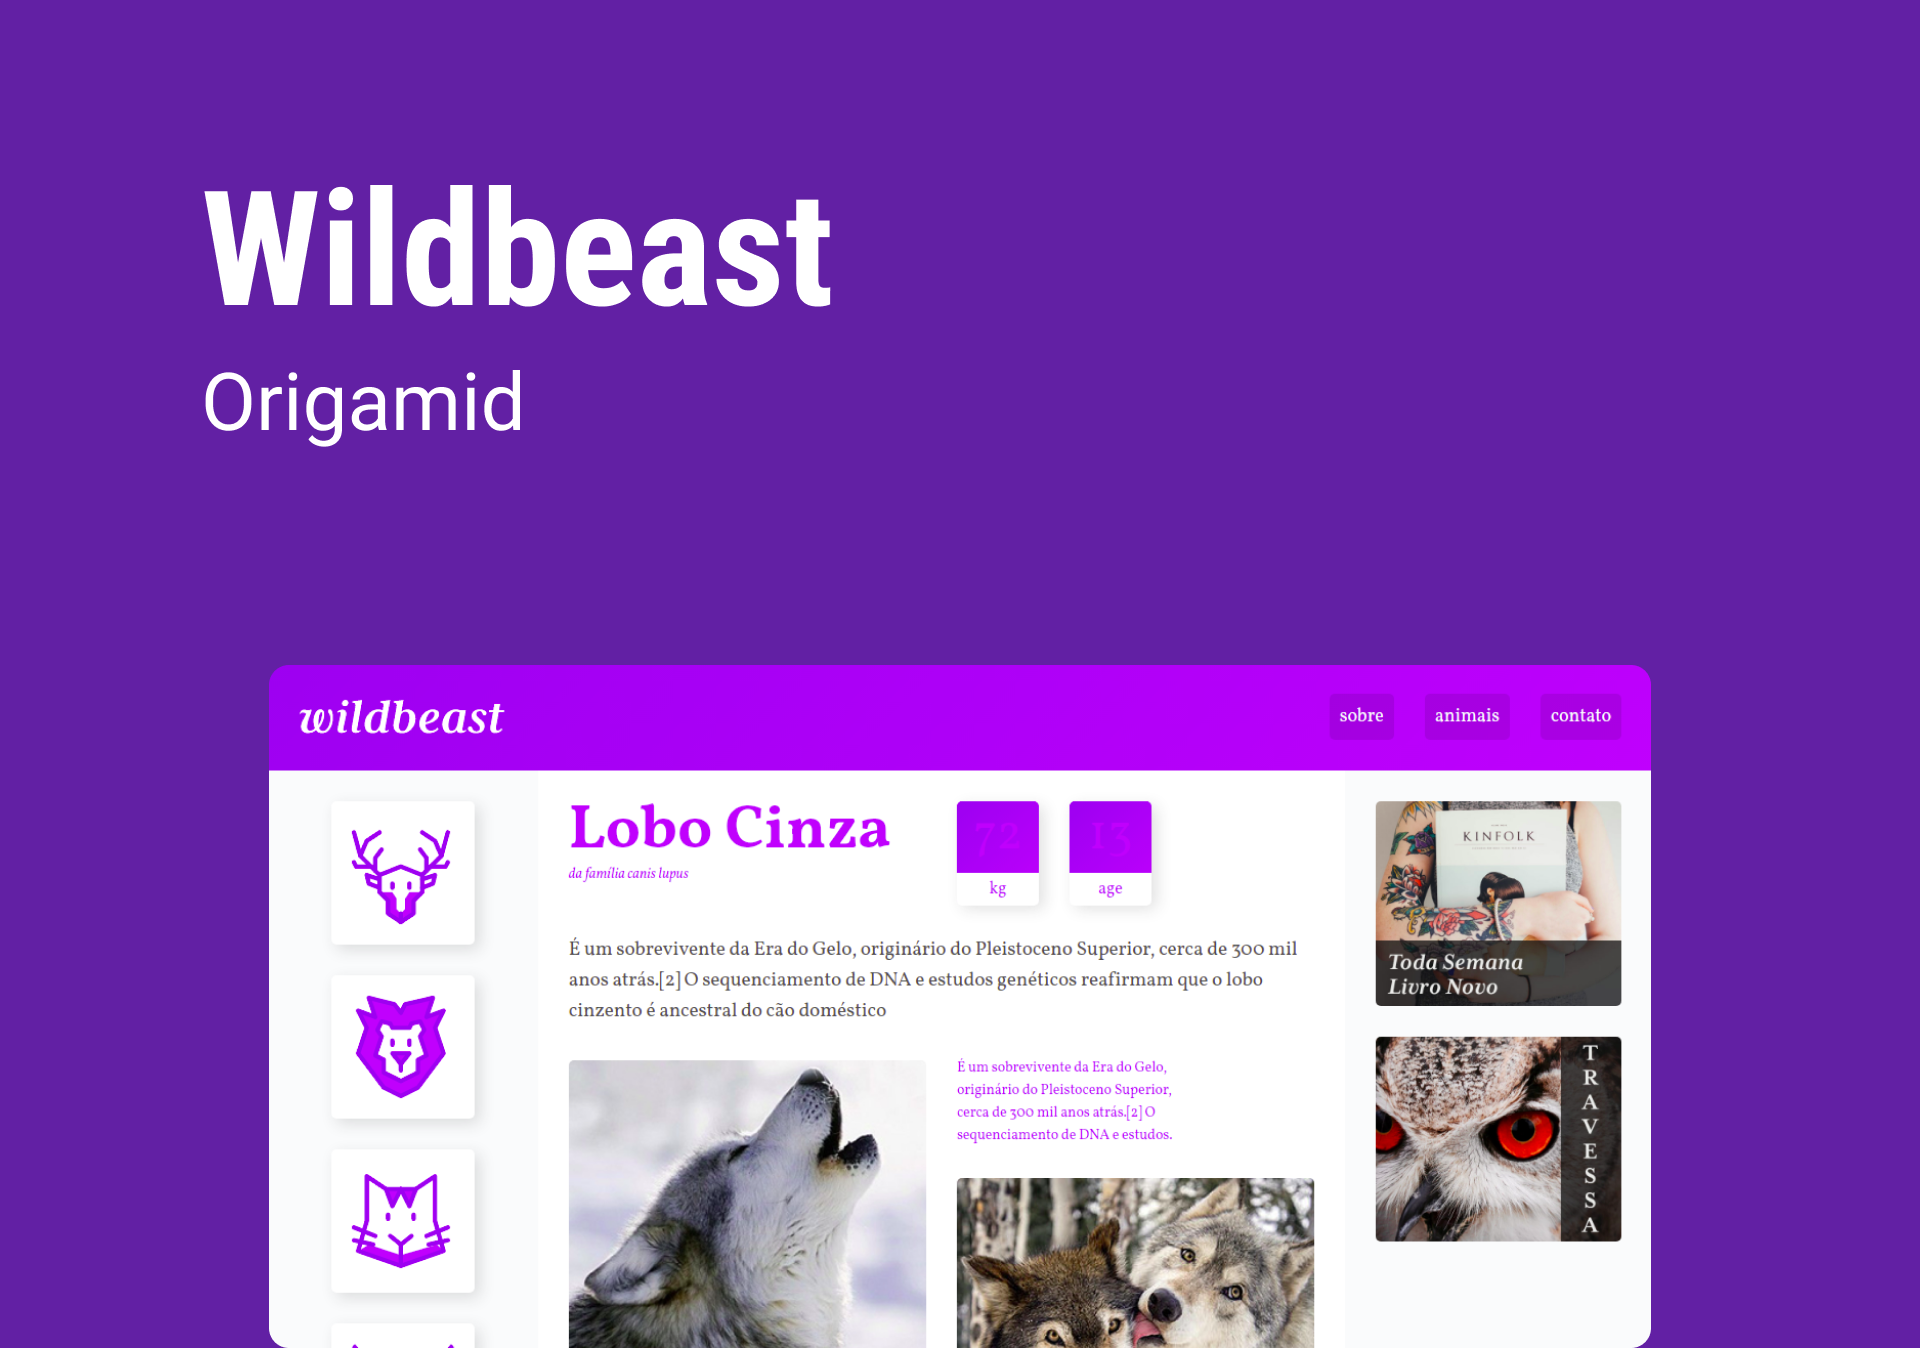 Wildbeast
Origamid
wildbeast
sobre
animais
contato
Lobo Cinza
da família canis lupus
72
kg
13
age
É um sobrevivente da Era do Gelo, originário do Pleistoceno Superior, cerca de 300 mil
anos atrás.[2] O sequenciamento de DNA e estudos genéticos reafirmam que o lobo
cinzento é ancestral do cão doméstico
É um sobrevivente da Era do Gelo,
originário do Pleistoceno Superior,
cerca de 300 mil anos atrás.[2] O
sequenciamento de DNA e estudos.
KINFOLK
Toda Semana
Livro Novo
TRAVESSA